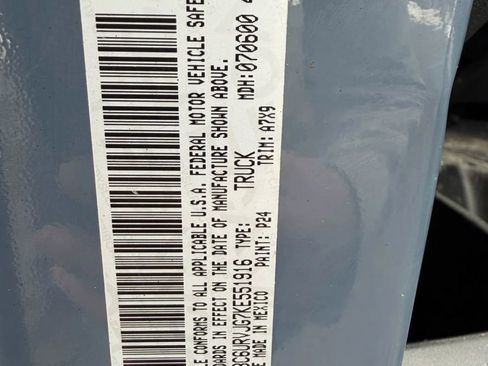 LE CONFORMS TO ALL APPLICABLE U.S.A. FEDERAL MOTOR VEHICLE SAFE
DARDS IN EFFECT ON THE DATE OF MANUFACTURE SHOWN ABOVE.
MDH:070600
3C6URVJG7KE551916 TYPE: TRUCK
PAINT: P24 TRIM: A7X9
MADE IN MEXICO